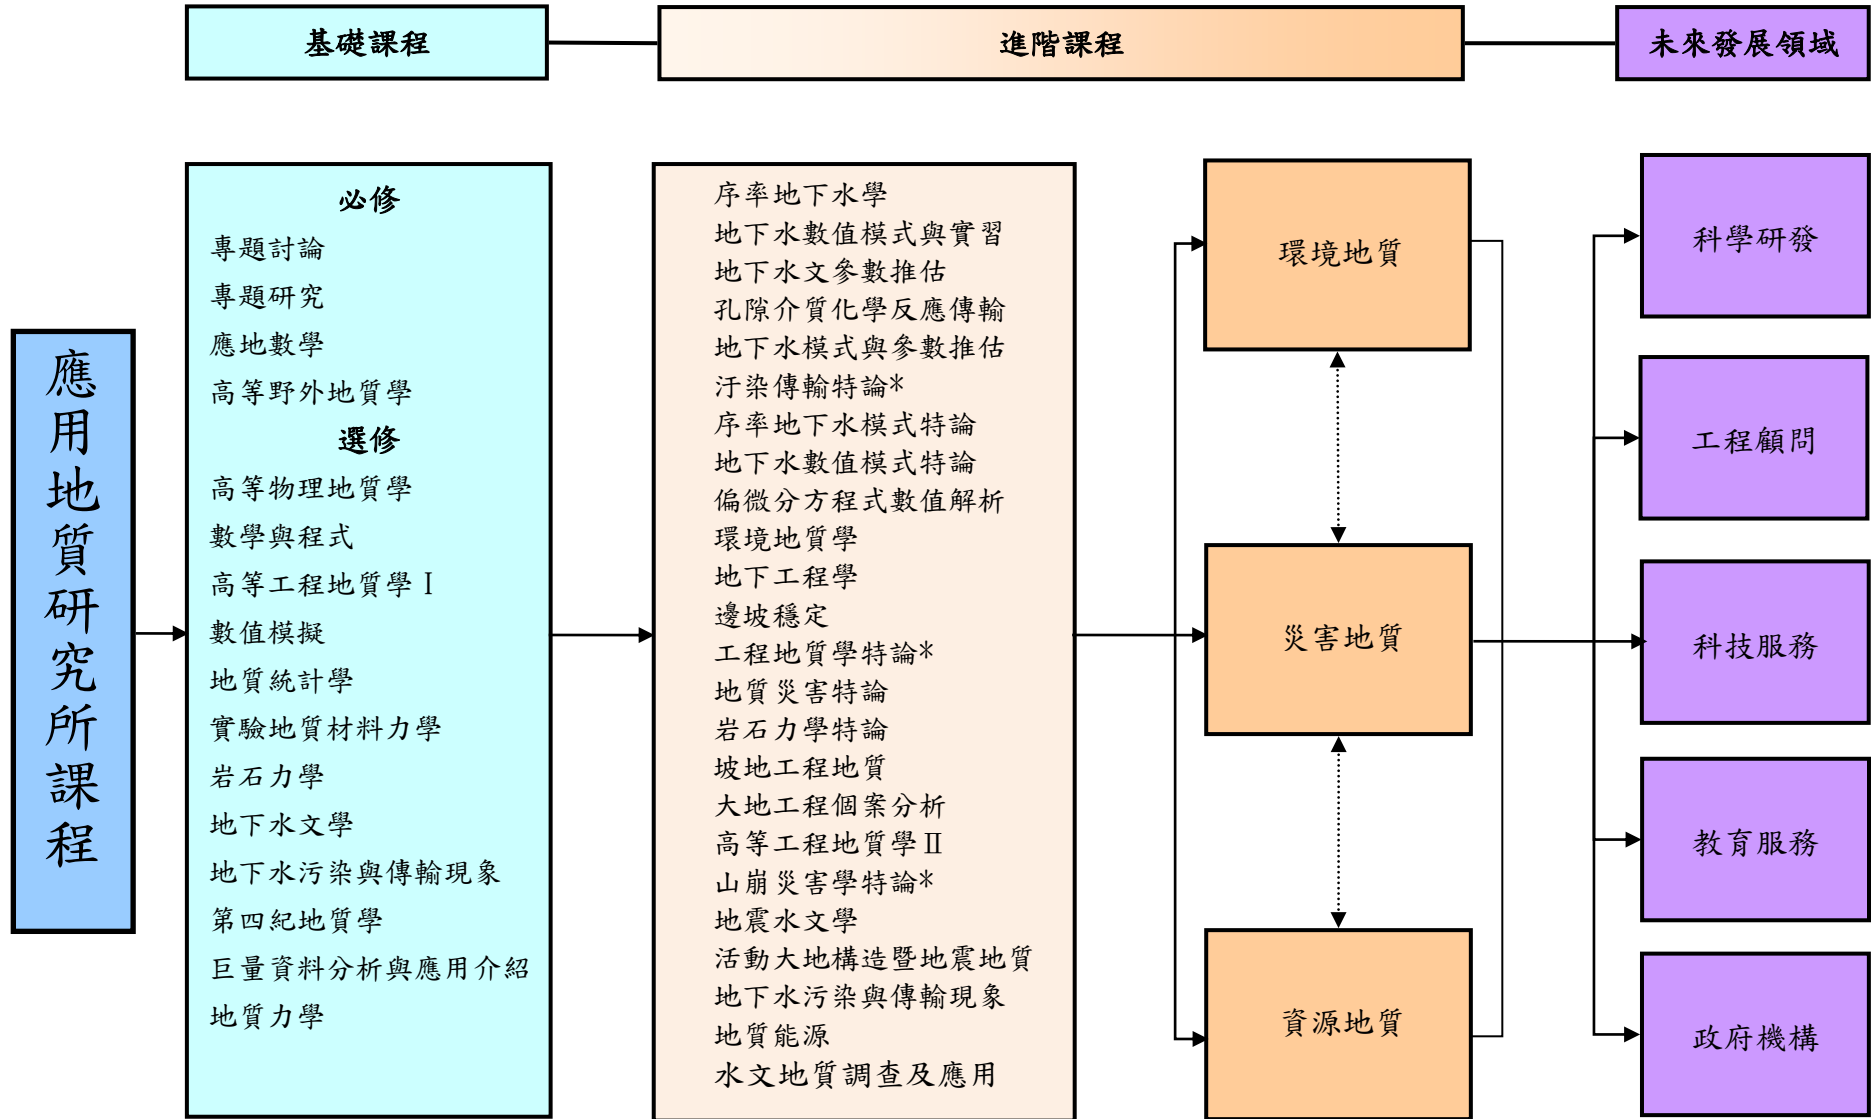 基礎課程
進階課程
未來發展領域
應用地質研究所課程
必修
專題討論
專題研究
應地數學
高等野外地質學
選修
高等物理地質學
數學與程式
高等工程地質學Ⅰ
數值模擬
地質統計學
實驗地質材料力學
岩石力學
地下水文學
地下水污染與傳輸現象
第四紀地質學
巨量資料分析與應用介紹
地質力學
序率地下水學
地下水數值模式與實習
地下水文參數推估
孔隙介質化學反應傳輸
地下水模式與參數推估
汙染傳輸特論*
序率地下水模式特論
地下水數值模式特論
偏微分方程式數值解析
環境地質學
地下工程學
邊坡穩定
工程地質學特論*
地質災害特論
岩石力學特論
坡地工程地質
大地工程個案分析
高等工程地質學Ⅱ
山崩災害學特論*
地震水文學
活動大地構造暨地震地質
地下水污染與傳輸現象
地質能源
水文地質調查及應用
環境地質
災害地質
資源地質
科學研發
工程顧問
科技服務
教育服務
政府機構